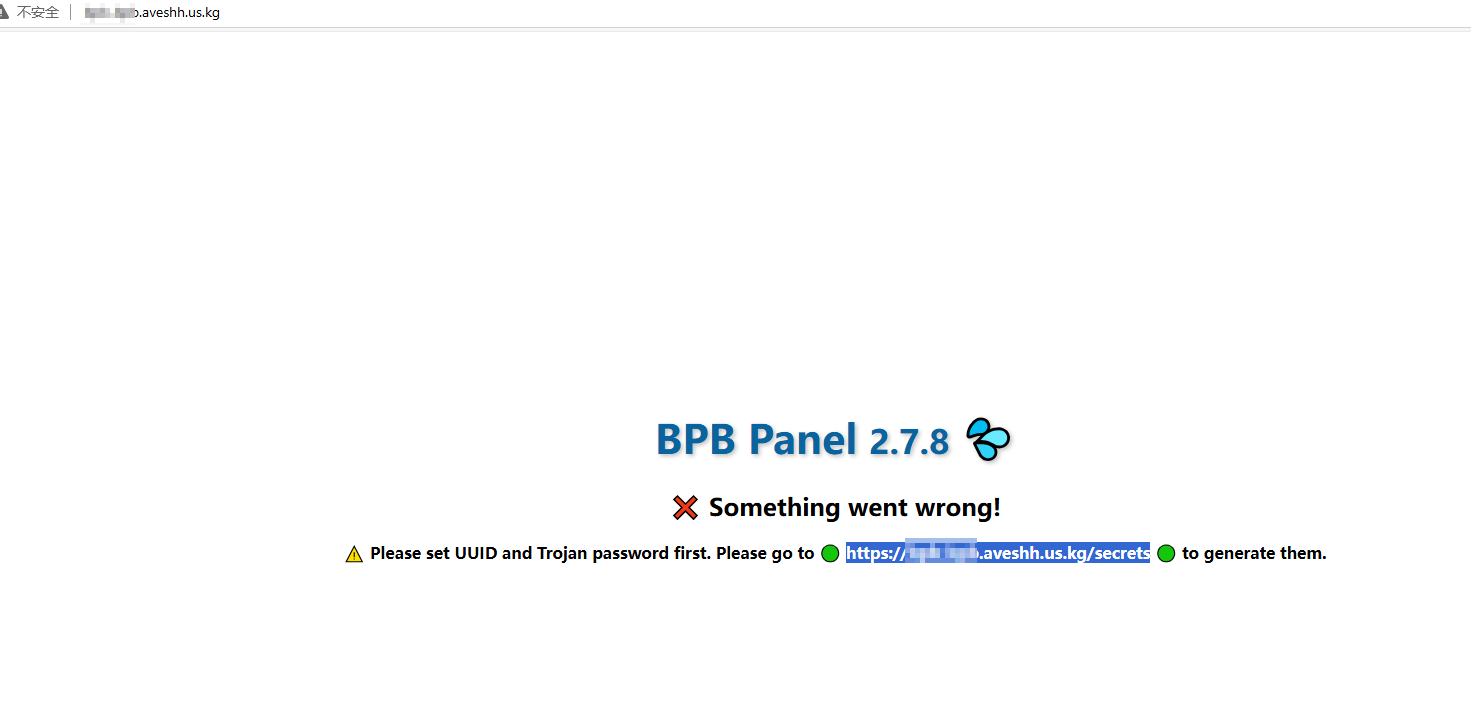 不安全 .aveshh.us.kg
BPB Panel 2.7.8 💦
❌ Something went wrong!
⚠️ Please set UUID and Trojan password first. Please go to 🟢 https://.aveshh.us.kg/secrets 🟢 to generate them.